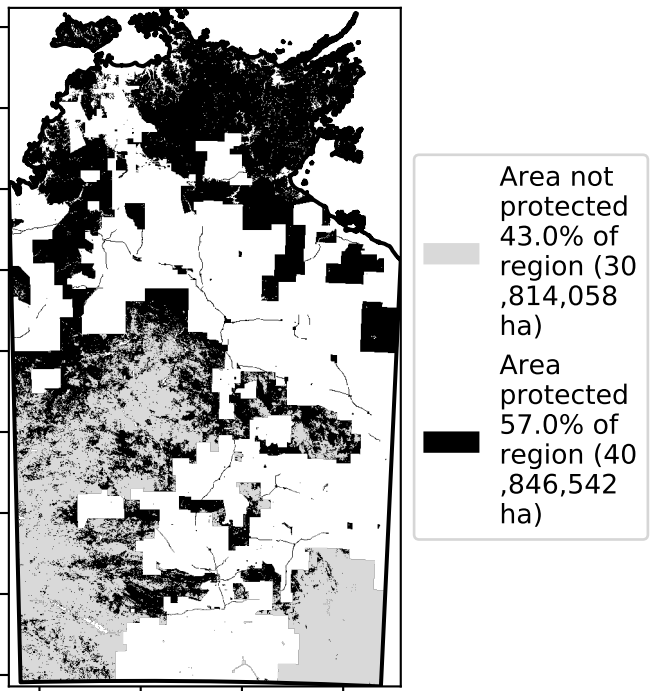 Area not
protected
43.0% of
region (30
,814,058
ha)
Area
protected
57.0% of
region (40
,846,542
ha)